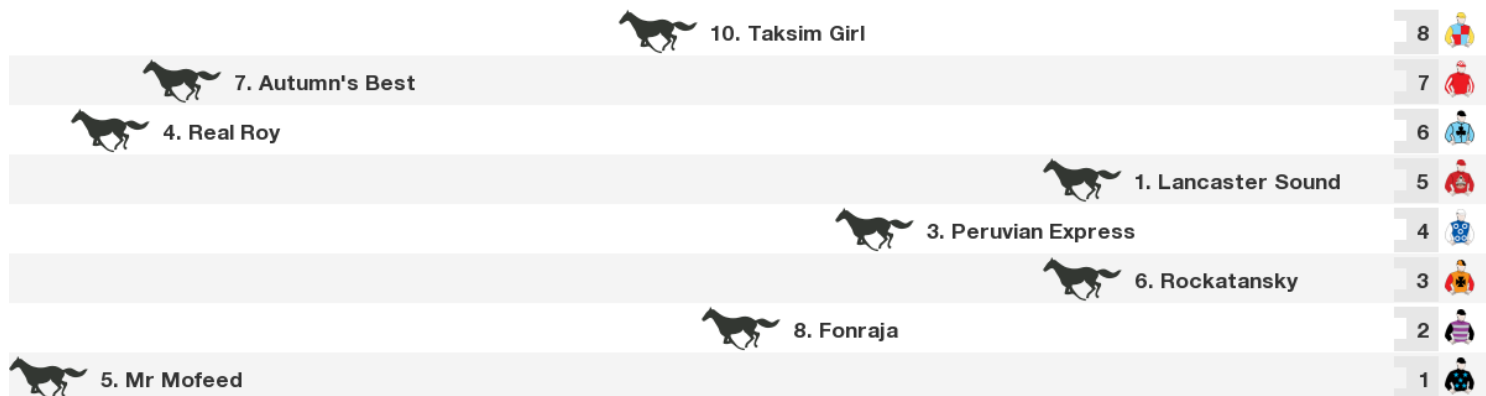 10. Taksim Girl 8
7. Autumn's Best 7
4. Real Roy 6
1. Lancaster Sound 5
3. Peruvian Express 4
6. Rockatansky 3
8. Fonraja 2
5. Mr Mofeed 1